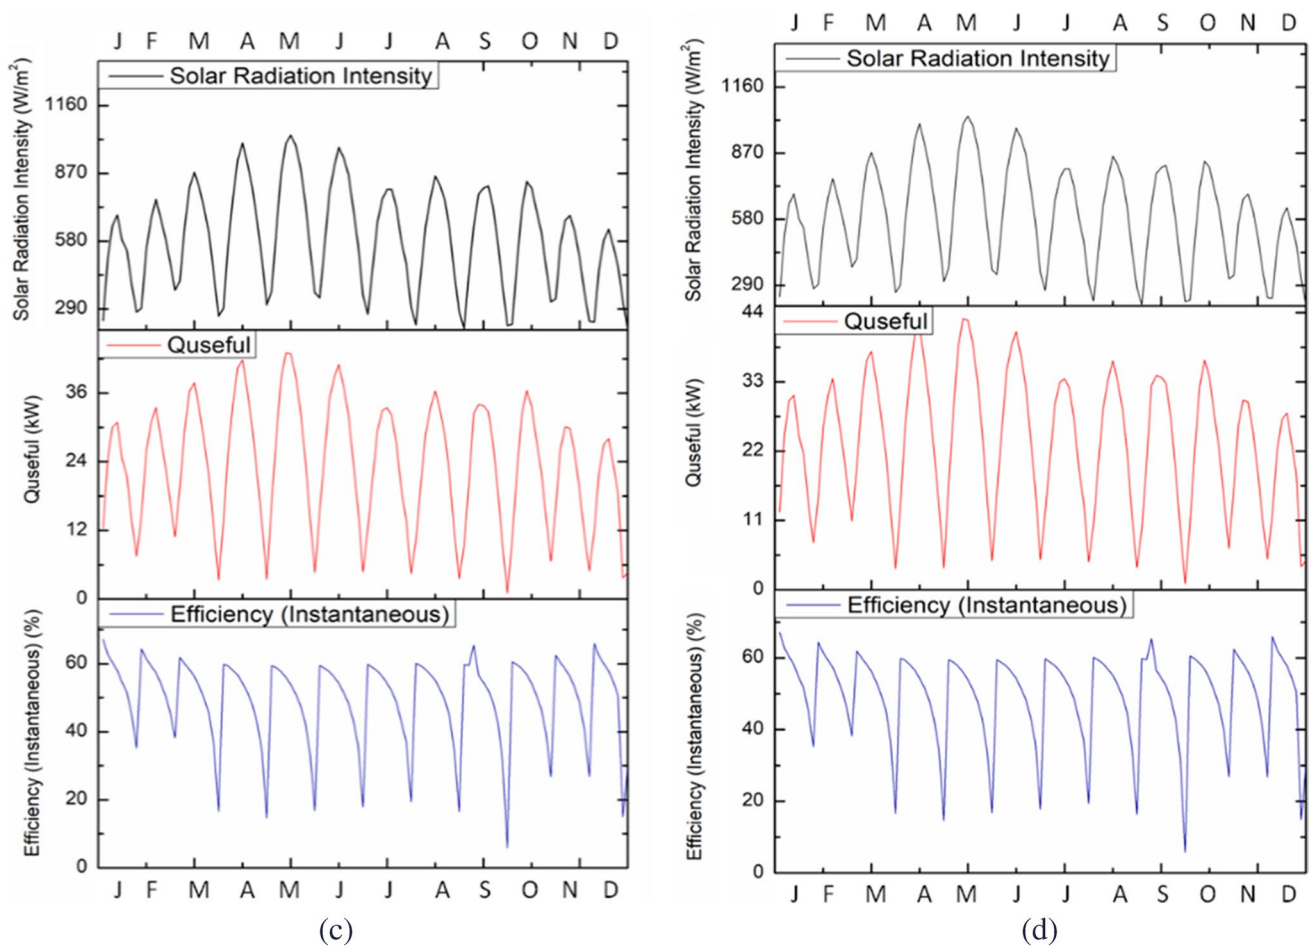 J F M A M J J A S O N D
Solar Radiation Intensity
Solar Radiation Intensity (W/m²)
1160
870
580
290
Quseful
Quseful (kW)
36
24
12
0
Efficiency (Instantaneous)
Efficiency (Instantaneous) (%)
60
40
20
0
J F M A M J J A S O N D
(c)
J F M A M J J A S O N D
Solar Radiation Intensity
Solar Radiation Intensity (W/m²)
1160
870
580
290
Quseful
Quseful (kW)
44
33
22
11
0
Efficiency (Instantaneous)
Efficiency (Instantaneous) (%)
60
40
20
0
J F M A M J J A S O N D
(d)